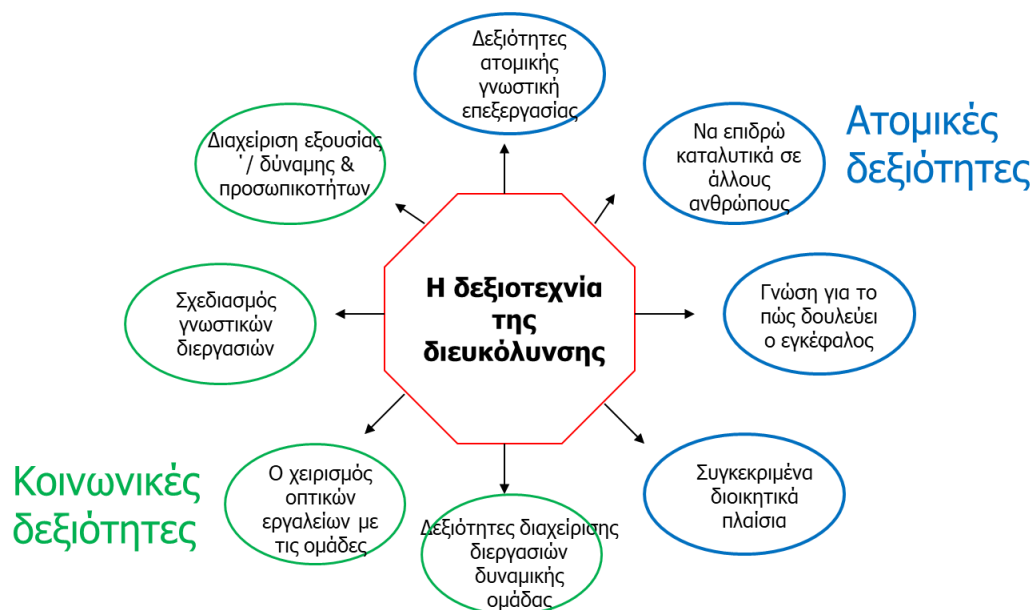 Δεξιότητες
ατομικής
γνωστική
επεξεργασίας
Διαχείριση εξουσίας
΄/ δύναμης &
προσωπικοτήτων
Να επιδρώ
καταλυτικά σε
άλλους
ανθρώπους
Ατομικές
δεξιότητες
Σχεδιασμός
γνωστικών
διεργασιών
Η δεξιοτεχνία
της
διευκόλυνσης
Γνώση για το
πώς δουλεύει
ο εγκέφαλος
Κοινωνικές
δεξιότητες
Ο χειρισμός
οπτικών
εργαλείων με
τις ομάδες
Δεξιότητες διαχείρισης
διεργασιών
δυναμικής
ομάδας
Συγκεκριμένα
διοικητικά
πλαίσια